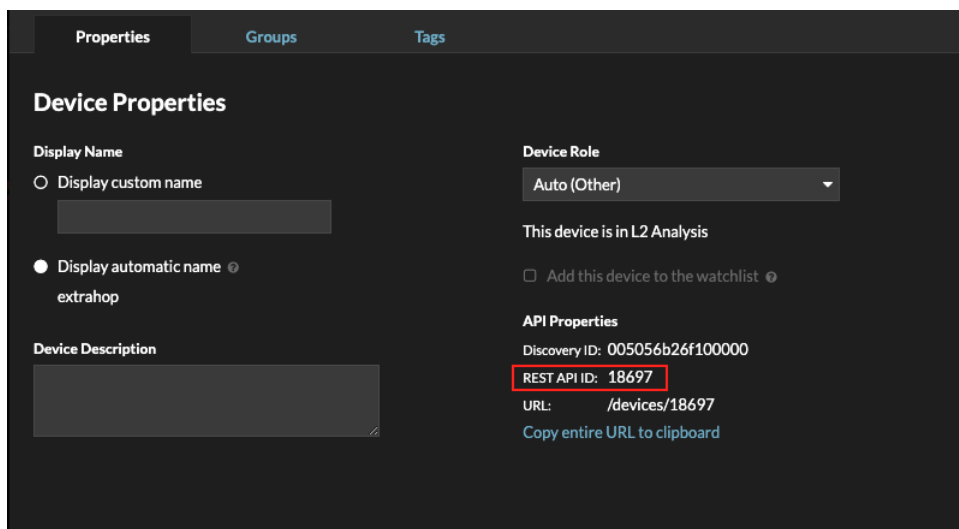 Properties Groups Tags
Device Properties
Display Name
Display custom name
Display automatic name
extrahop
Device Description
Device Role
Auto (Other)
This device is in L2 Analysis
Add this device to the watchlist
API Properties
Discovery ID: 005056b26f100000
REST API ID: 18697
URL: /devices/18697
Copy entire URL to clipboard